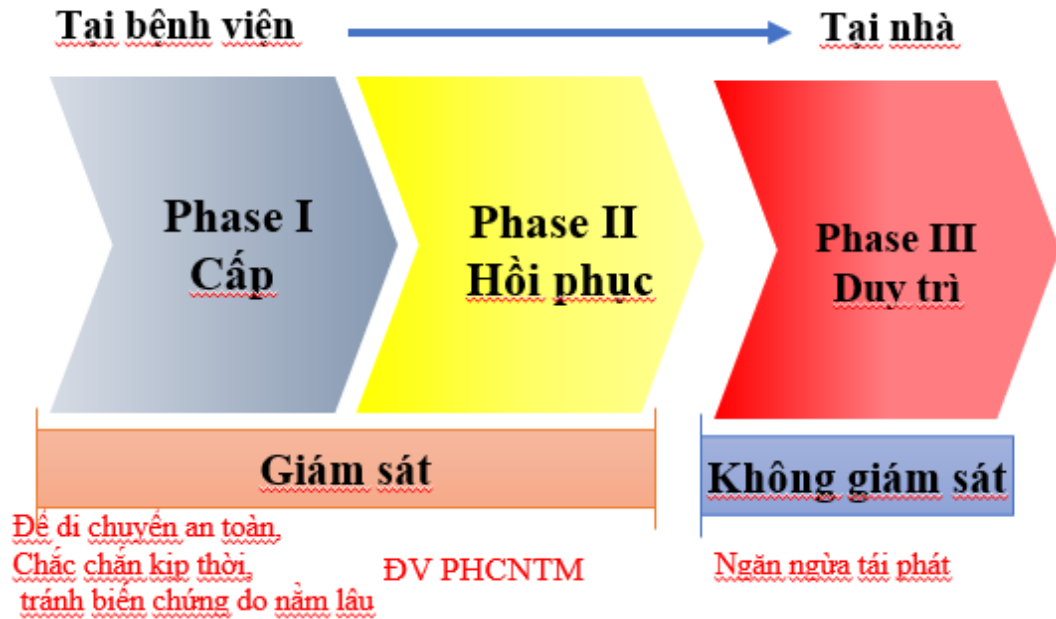 Tại bệnh viện
Tại nhà
Phase I
Cấp
Phase II
Hồi phục
Phase III
Duy trì
Giám sát
Không giám sát
Để di chuyển an toàn,
Chắc chắn kịp thời,
tránh biến chứng do nằm lâu
ĐV PHCNTM
Ngăn ngừa tái phát